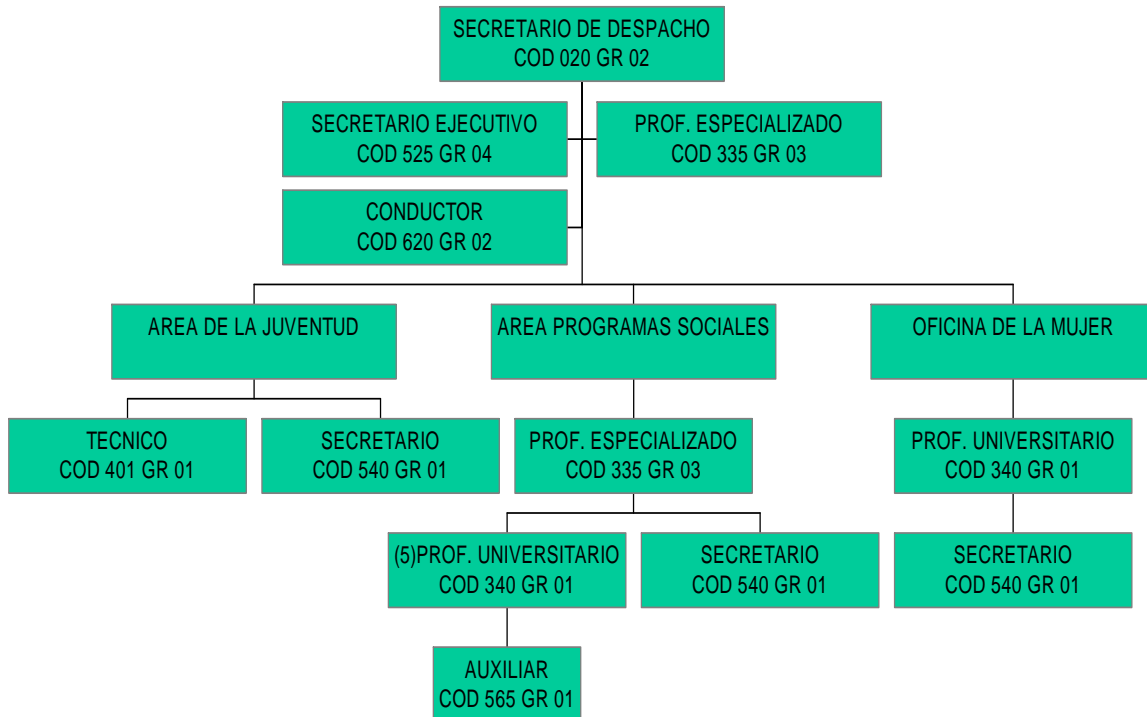 SECRETARIO DE DESPACHO
COD 020 GR 02
SECRETARIO EJECUTIVO
COD 525 GR 04
PROF. ESPECIALIZADO
COD 335 GR 03
CONDUCTOR
COD 620 GR 02
AREA DE LA JUVENTUD
AREA PROGRAMAS SOCIALES
OFICINA DE LA MUJER
TECNICO
COD 401 GR 01
SECRETARIO
COD 540 GR 01
PROF. ESPECIALIZADO
COD 335 GR 03
PROF. UNIVERSITARIO
COD 340 GR 01
(5)PROF. UNIVERSITARIO
COD 340 GR 01
SECRETARIO
COD 540 GR 01
SECRETARIO
COD 540 GR 01
AUXILIAR
COD 565 GR 01